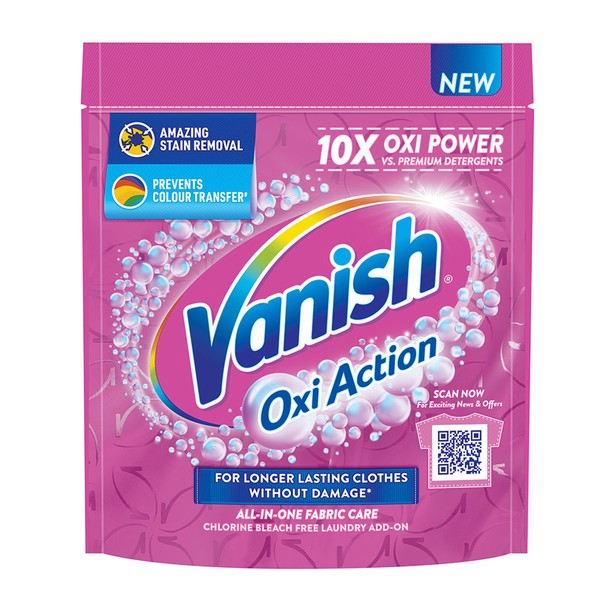 NEW
AMAZING
STAIN REMOVAL
PREVENTS
COLOUR TRANSFER#
10X OXI POWER
VS. PREMIUM DETERGENTS
Vanish®
Oxi Action
SCAN NOW
For Exciting News & Offers
FOR LONGER LASTING CLOTHES
WITHOUT DAMAGE*
ALL-IN-ONE FABRIC CARE
CHLORINE BLEACH FREE LAUNDRY ADD-ON